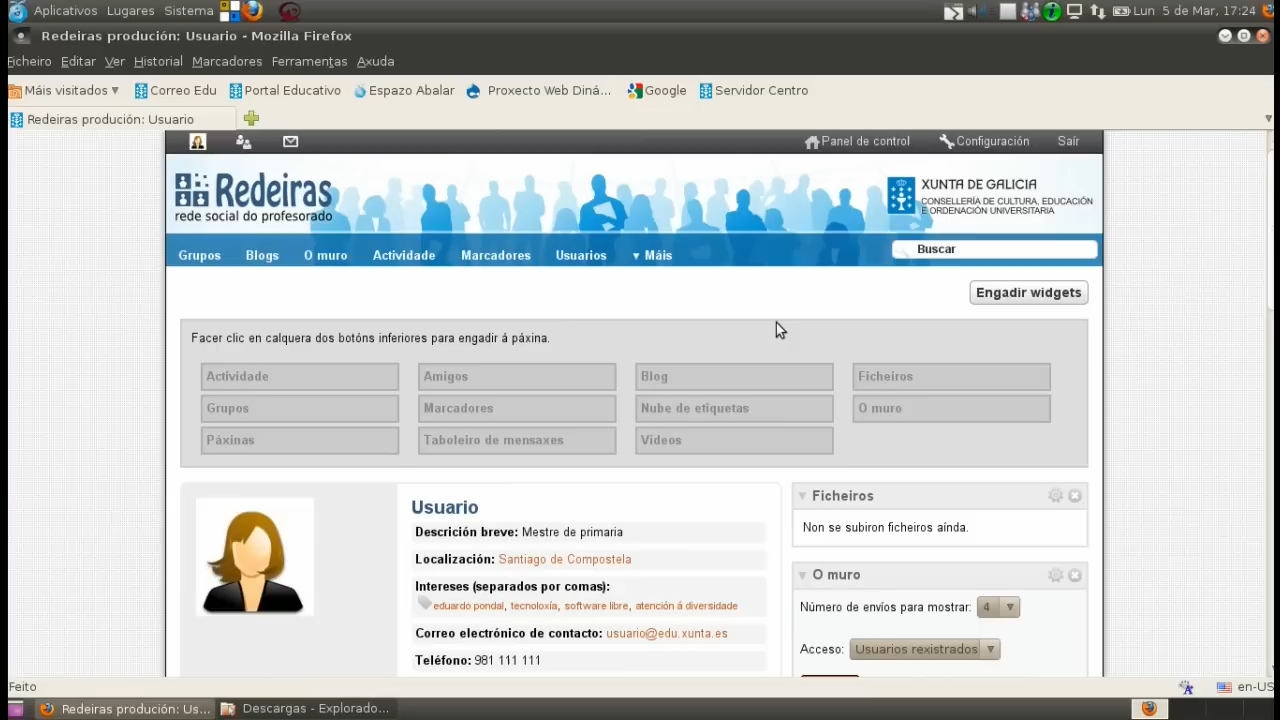 Aplicativos Lugares Sistema
Lun 5 de Mar, 17:24
Redeiras produción: Usuario - Mozilla Firefox
Ficheiro Editar Ver Historial Marcadores Ferramentas Axuda
Máis visitados Correo Edu Portal Educativo Espazo Abalar Proxecto Web Diná... Google Servidor Centro
Redeiras produción: Usuario
Panel de control Configuración Saír
Redeiras
rede social do profesorado
XUNTA DE GALICIA
CONSELLERÍA DE CULTURA, EDUCACIÓN
E ORDENACIÓN UNIVERSITARIA
Grupos Blogs O muro Actividade Marcadores Usuarios ▼ Máis
Buscar
Engadir widgets
Facer clic en calquera dos botóns inferiores para engadir á páxina.
Actividade Amigos Blog Ficheiros
Grupos Marcadores Nube de etiquetas O muro
Páxinas Taboleiro de mensaxes Videos
Usuario
Descrición breve: Mestre de primaria
Localización: Santiago de Compostela
Intereses (separados por comas):
eduardo pondal, tecnoloxía, software libre, atención á diversidade
Correo electrónico de contacto: usuario@edu.xunta.es
Teléfono: 981 111 111
Ficheiros
Non se subiron ficheiros aínda.
O muro
Número de envíos para mostrar: 4
Acceso: Usuarios rexistrados
Feito
en-US
Redeiras produción: Us... Descargas - Explorado...